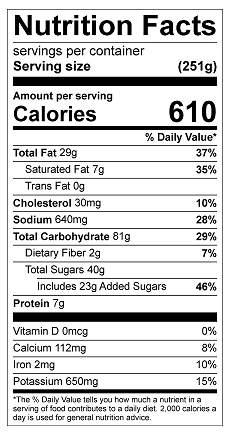 Nutrition Facts
servings per container
Serving size (251g)
Amount per serving
Calories 610
% Daily Value*
Total Fat 29g 37%
Saturated Fat 7g 35%
Trans Fat 0g
Cholesterol 30mg 10%
Sodium 640mg 28%
Total Carbohydrate 81g 29%
Dietary Fiber 2g 7%
Total Sugars 40g
Includes 23g Added Sugars 46%
Protein 7g
Vitamin D 0mcg 0%
Calcium 112mg 8%
Iron 2mg 10%
Potassium 650mg 15%
*The % Daily Value tells you how much a nutrient in a
serving of food contributes to a daily diet. 2,000 calories a
day is used for general nutrition advice.